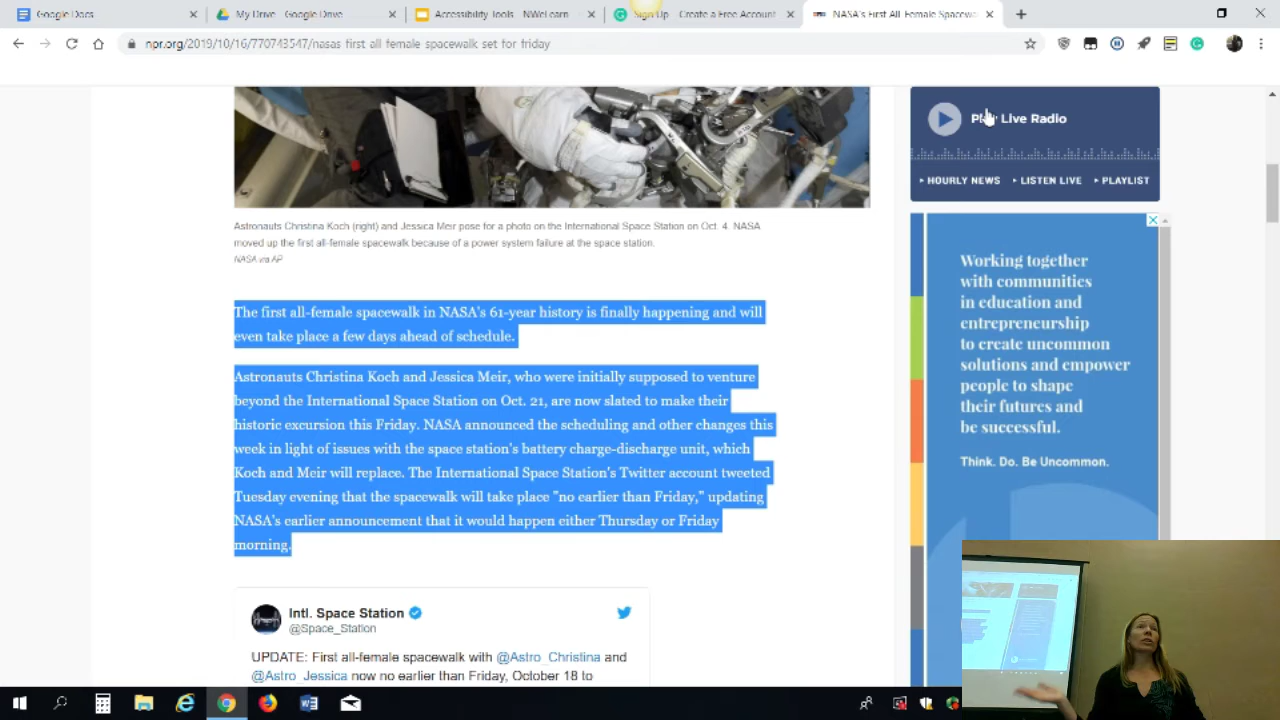 Google Docs
My Drive - Google Drive
Accessibility Tools - NWeLearn
Sign Up - Create a Free Account
NASA's First All-Female Spacewa
npr.org/2019/10/16/770743547/nasas first all female spacewalk set for friday
Play Live Radio
HOURLY NEWS LISTEN LIVE PLAYLIST
Astronauts Christina Koch (right) and Jessica Meir pose for a photo on the International Space Station on Oct. 4. NASA
moved up the first all-female spacewalk because of a power system failure at the space station.
NASA via AP
The first all-female spacewalk in NASA's 61-year history is finally happening and will
even take place a few days ahead of schedule.
Astronauts Christina Koch and Jessica Meir, who were initially supposed to venture
beyond the International Space Station on Oct. 21, are now slated to make their
historic excursion this Friday. NASA announced the scheduling and other changes this
week in light of issues with the space station's battery charge-discharge unit, which
Koch and Meir will replace. The International Space Station's Twitter account tweeted
Tuesday evening that the spacewalk will take place "no earlier than Friday," updating
NASA's earlier announcement that it would happen either Thursday or Friday
morning.
Intl. Space Station
@Space_Station
UPDATE: First all-female spacewalk with @Astro_Christina and
@Astro_Jessica now no earlier than Friday, October 18 to
Working together
with communities
in education and
entrepreneurship
to create uncommon
solutions and empower
people to shape
their futures and
be successful.
Think. Do. Be Uncommon.